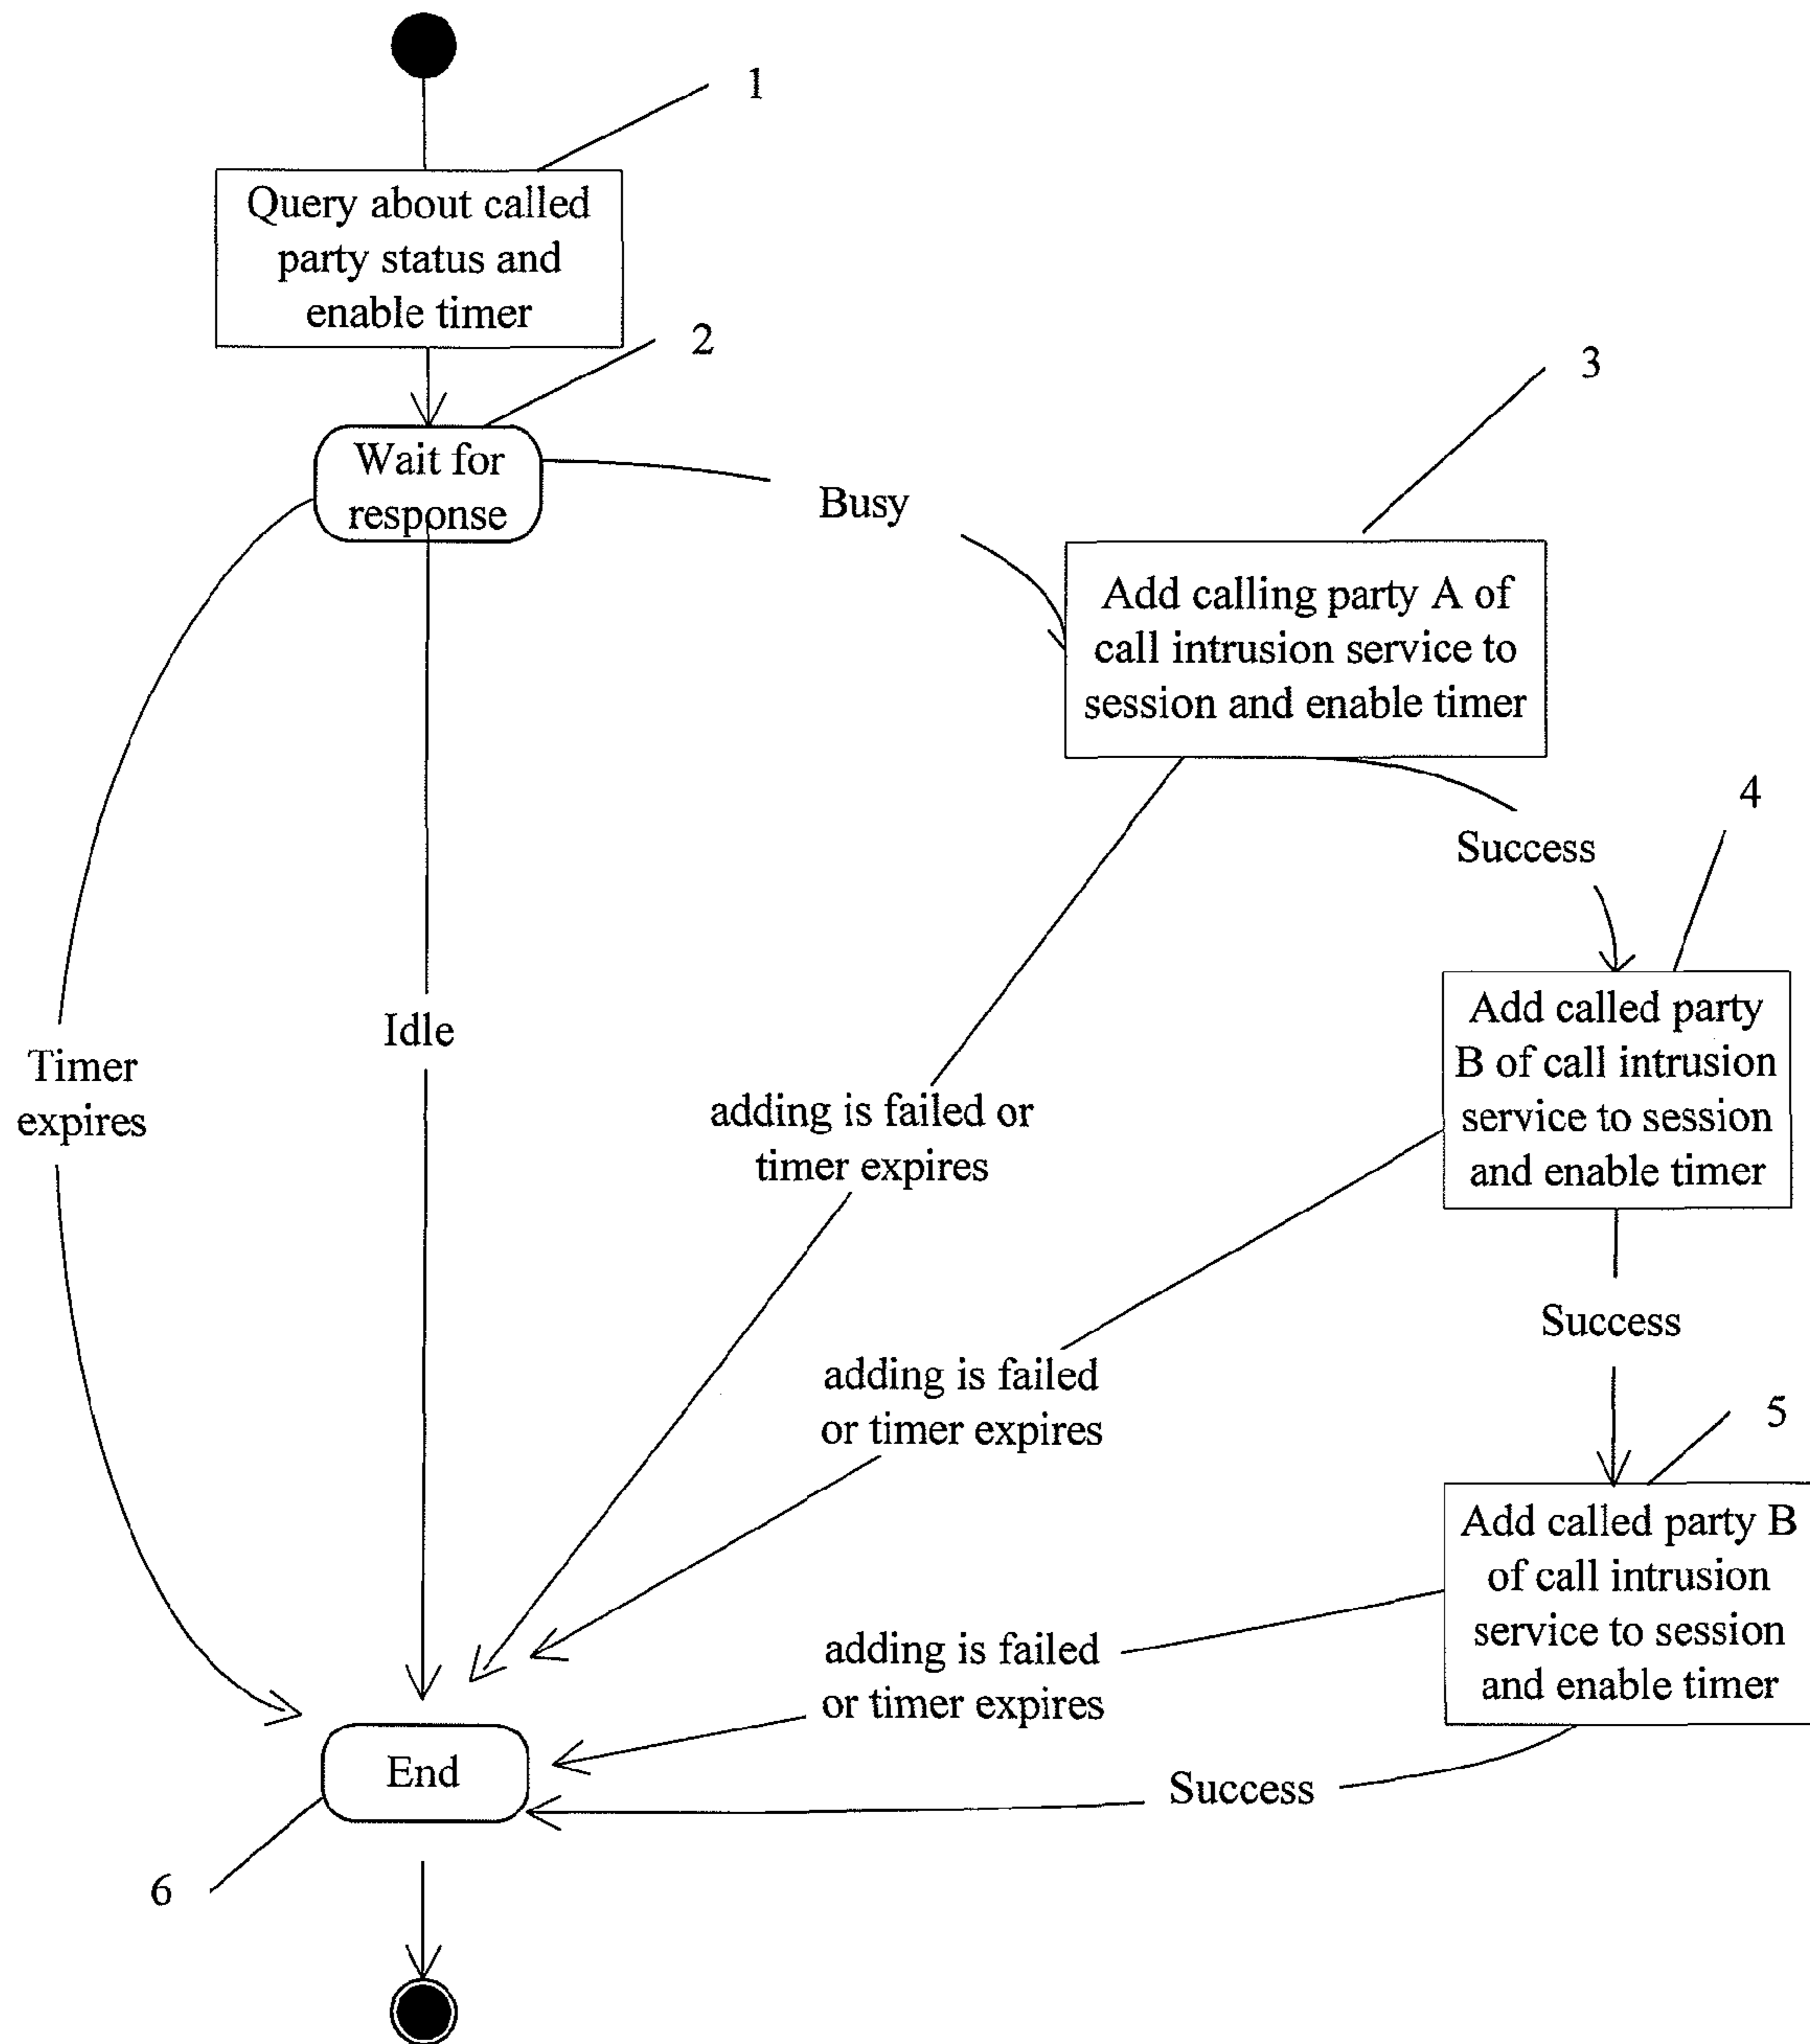 1
Query about called
party status and
enable timer
2
Wait for
response
Busy
3
Add calling party A of
call intrusion service to
session and enable timer
Success
4
Add called party
B of call intrusion
service to session
and enable timer
Idle
Timer
expires
adding is failed or
timer expires
Success
adding is failed
or timer expires
5
Add called party B
of call intrusion
service to session
and enable timer
adding is failed
or timer expires
Success
End
6